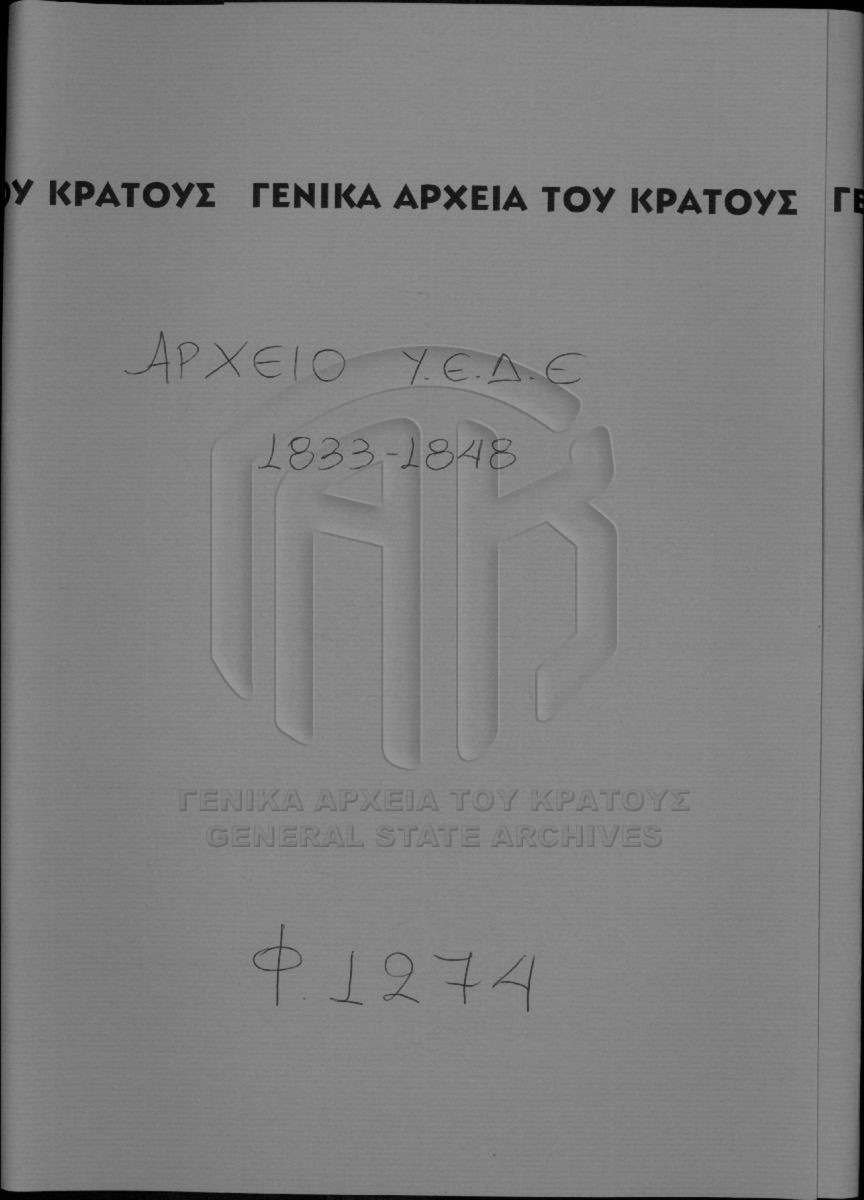 ΟΥ ΚΡΑΤΟΥΣ ΓΕΝΙΚΑ ΑΡΧΕΙΑ ΤΟΥ ΚΡΑΤΟΥΣ ΓΕ
ΑΡΧΕΙΟ Υ.Ε.Δ.Ε
1833-1848
ΓΕΝΙΚΑ ΑΡΧΕΙΑ ΤΟΥ ΚΡΑΤΟΥΣ
GENERAL STATE ARCHIVES
Φ. 1274